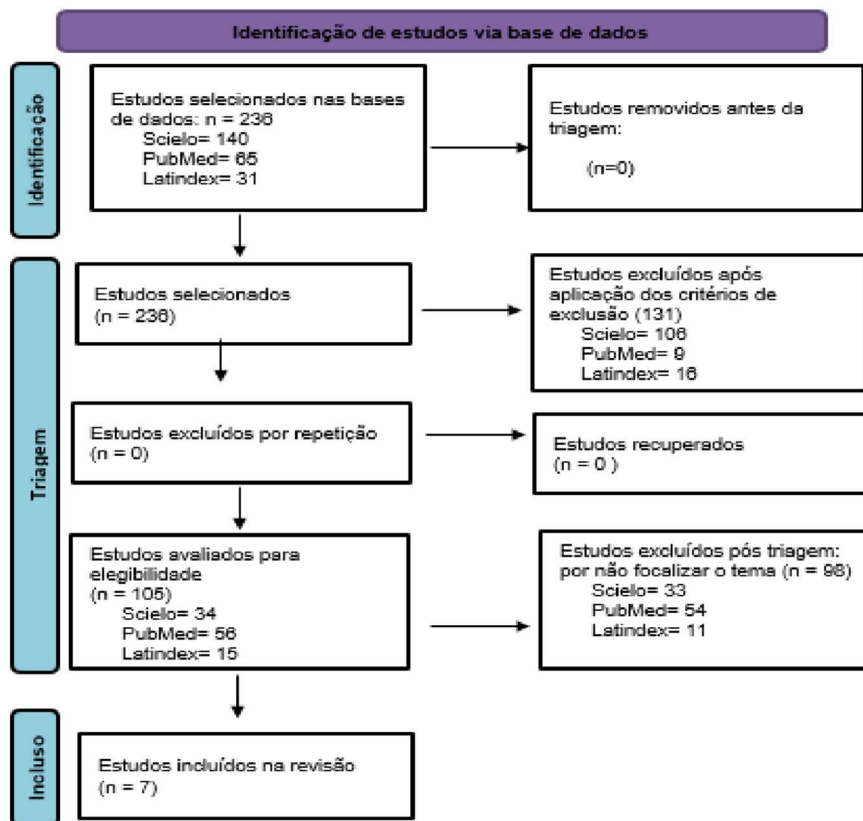 Identificação de estudos via base de dados
Identificação
Estudos selecionados nas bases
de dados: n = 236
Scielo= 140
PubMed= 65
Latindex= 31
Estudos removidos antes da
triagem:
(n=0)
Triagem
Estudos selecionados
(n = 236)
Estudos excluídos após
aplicação dos critérios de
exclusão (131)
Scielo= 106
PubMed= 9
Latindex= 16
Estudos excluídos por repetição
(n = 0)
Estudos recuperados
(n = 0 )
Estudos avaliados para
elegibilidade
(n = 105)
Scielo= 34
PubMed= 56
Latindex= 15
Estudos excluídos pós triagem:
por não focalizar o tema (n = 98)
Scielo= 33
PubMed= 54
Latindex= 11
Incluso
Estudos incluídos na revisão
(n = 7)